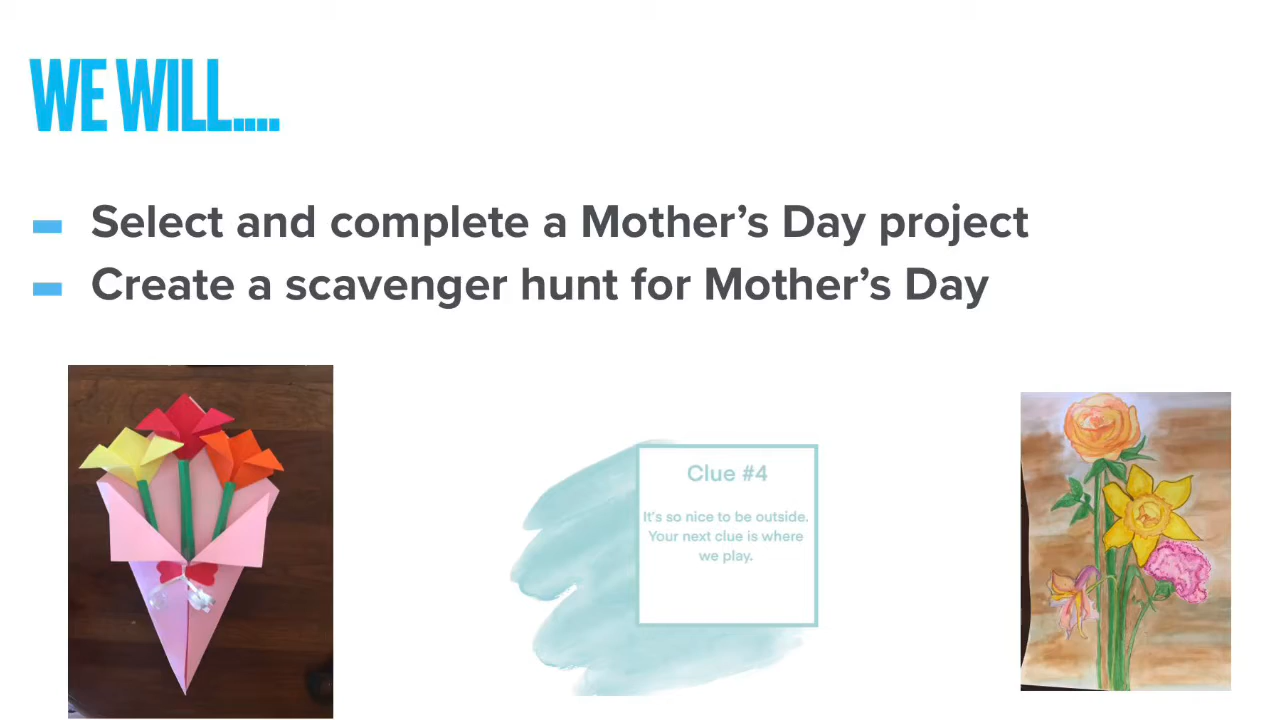 WE WILL....
Select and complete a Mother's Day project
Create a scavenger hunt for Mother's Day
Clue #4
It's so nice to be outside.
Your next clue is where
we play.